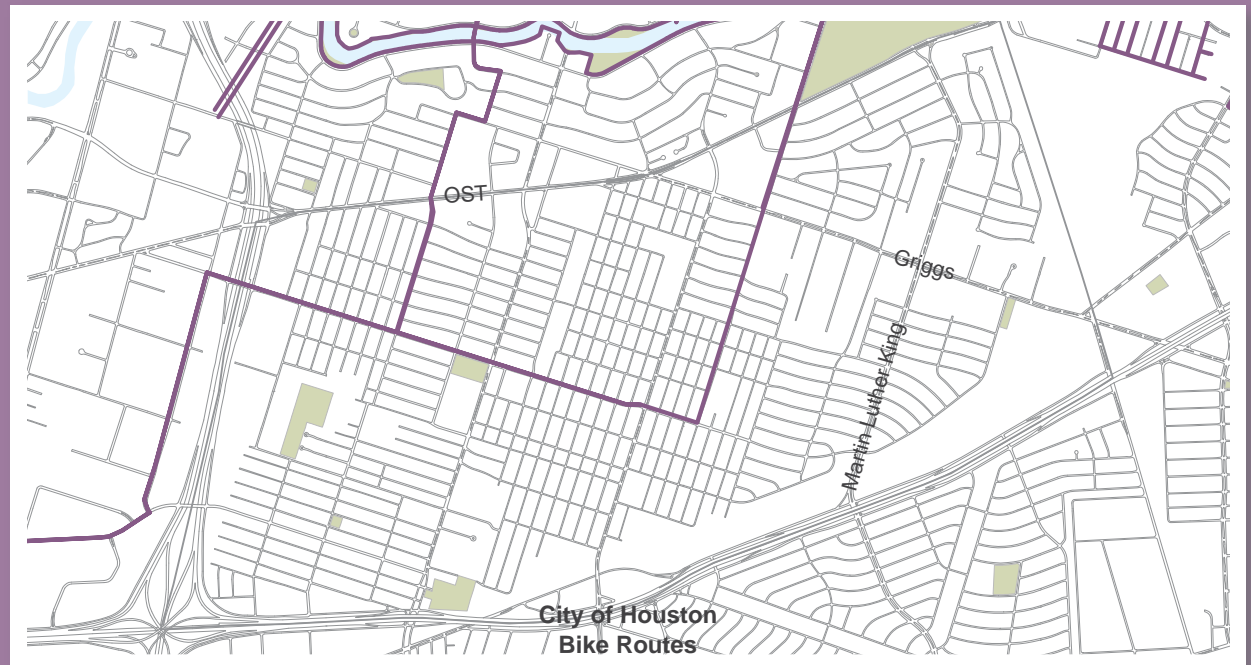 OST
Griggs
Martin Luther King
City of Houston
Bike Routes